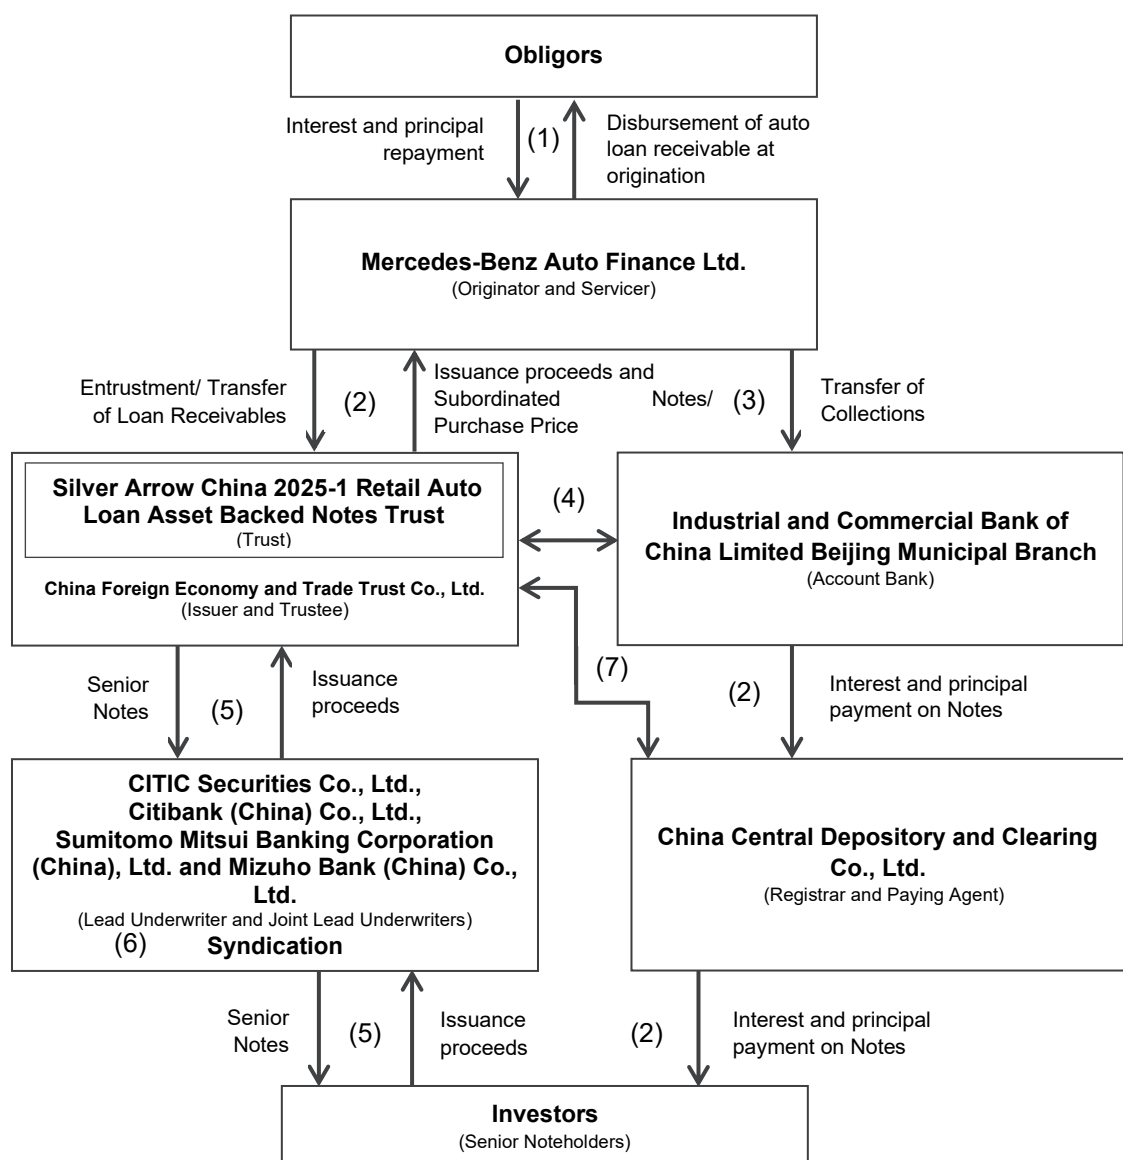 Obligors
Interest and principal
repayment
(1)
Disbursement of auto
loan receivable at
origination
Mercedes-Benz Auto Finance Ltd.
(Originator and Servicer)
Entrustment/ Transfer
of Loan Receivables
(2)
Issuance proceeds and
Subordinated
Purchase Price
Notes/
(3)
Transfer of
Collections
Silver Arrow China 2025-1 Retail Auto
Loan Asset Backed Notes Trust
(Trust)
China Foreign Economy and Trade Trust Co., Ltd.
(Issuer and Trustee)
(4)
Industrial and Commercial Bank of
China Limited Beijing Municipal Branch
(Account Bank)
Senior
Notes
(5)
Issuance
proceeds
(7)
(2)
Interest and principal
payment on Notes
CITIC Securities Co., Ltd.,
Citibank (China) Co., Ltd.,
Sumitomo Mitsui Banking Corporation
(China), Ltd. and Mizuho Bank (China) Co.,
Ltd.
(Lead Underwriter and Joint Lead Underwriters)
(6) Syndication
China Central Depository and Clearing
Co., Ltd.
(Registrar and Paying Agent)
Senior
Notes
(5)
Issuance
proceeds
(2)
Interest and principal
payment on Notes
Investors
(Senior Noteholders)